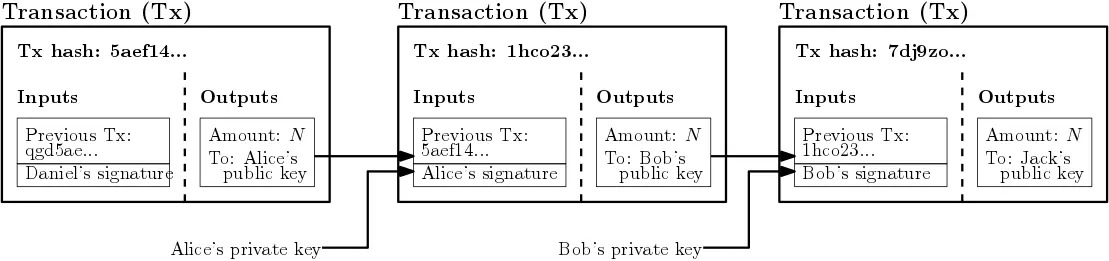 Transaction (Tx)
Tx hash: 5aef14...
Inputs
Outputs
Previous Tx:
qgd5ae...
Daniel's signature
Amount: N
To: Alice's
public key
Transaction (Tx)
Tx hash: 1hco23...
Inputs
Outputs
Previous Tx:
5aef14...
Alice's signature
Amount: N
To: Bob's
public key
Transaction (Tx)
Tx hash: 7dj9zo...
Inputs
Outputs
Previous Tx:
1hco23...
Bob's signature
Amount: N
To: Jack's
public key
Alice's private key
Bob's private key